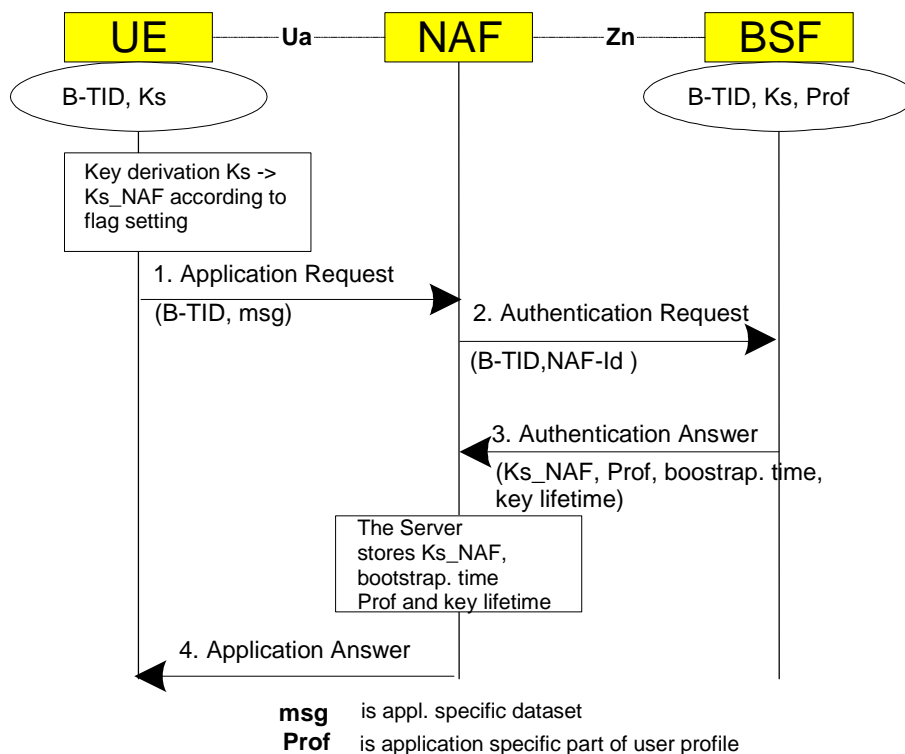 UE Ua NAF Zn BSF
B-TID, Ks
B-TID, Ks, Prof
Key derivation Ks ->
Ks_NAF according to
flag setting
1. Application Request
(B-TID, msg)
2. Authentication Request
(B-TID,NAF-Id )
3. Authentication Answer
(Ks_NAF, Prof, boostrap. time,
key lifetime)
The Server
stores Ks_NAF,
bootstrap. time
Prof and key lifetime
4. Application Answer
msg is appl. specific dataset
Prof is application specific part of user profile